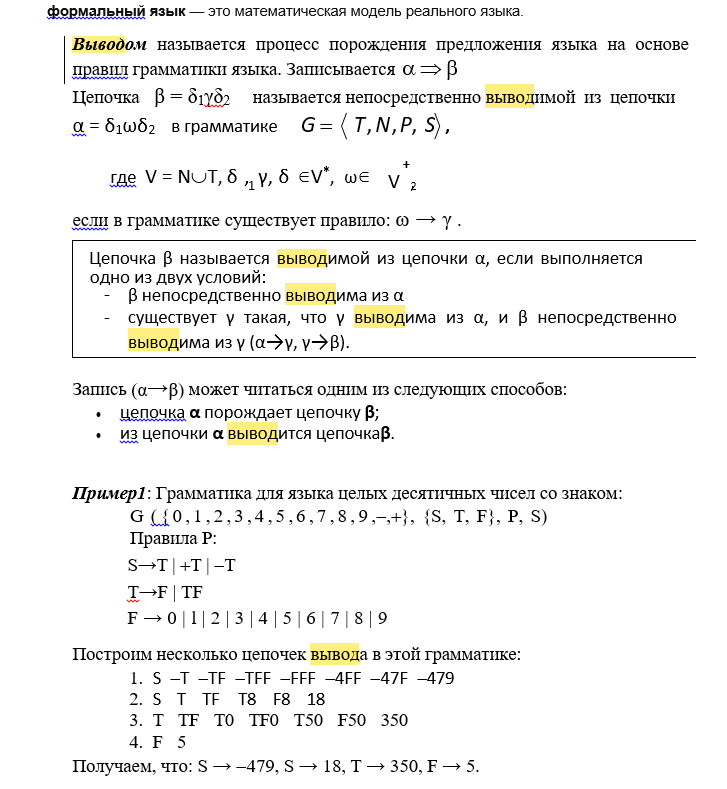 формальный язык — это математическая модель реального языка.
Выводом называется процесс порождения предложения языка на основе
правил грамматики языка. Записывается α⇒β
Цепочка β = δ₁γδ₂ называется непосредственно выводимой из цепочки
α = δ₁ωδ₂ в грамматике G = ⟨ T, N, P, S⟩,
где V = N∪T, δ ,₁ γ, δ ∈V*, ω∈ V⁺₂
если в грамматике существует правило: ω → γ .
Цепочка β называется выводимой из цепочки α, если выполняется
одно из двух условий:
- β непосредственно выводима из α
- существует γ такая, что γ выводима из α, и β непосредственно
выводима из γ (α→γ, γ→β).
Запись (α→β) может читаться одним из следующих способов:
• цепочка α порождает цепочку β;
• из цепочки α выводится цепочкаβ.
Пример1: Грамматика для языка целых десятичных чисел со знаком:
G ({0,1,2,3,4,5,6,7,8,9,–,+}, {S, T, F}, P, S)
Правила P:
S→T | +T | –T
T→F | TF
F → 0 | 1 | 2 | 3 | 4 | 5 | 6 | 7 | 8 | 9
Построим несколько цепочек вывода в этой грамматике:
1. S –T –TF –TFF –FFF –4FF –47F –479
2. S T TF T8 F8 18
3. T TF T0 TF0 T50 F50 350
4. F 5
Получаем, что: S → –479, S → 18, T → 350, F → 5.